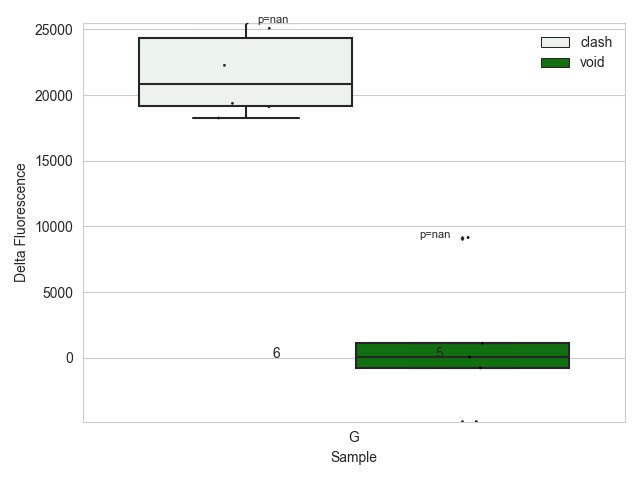 p=nan
clash
void
25000
20000
15000
10000
5000
0
p=nan
6
5
Delta Fluorescence
G
Sample